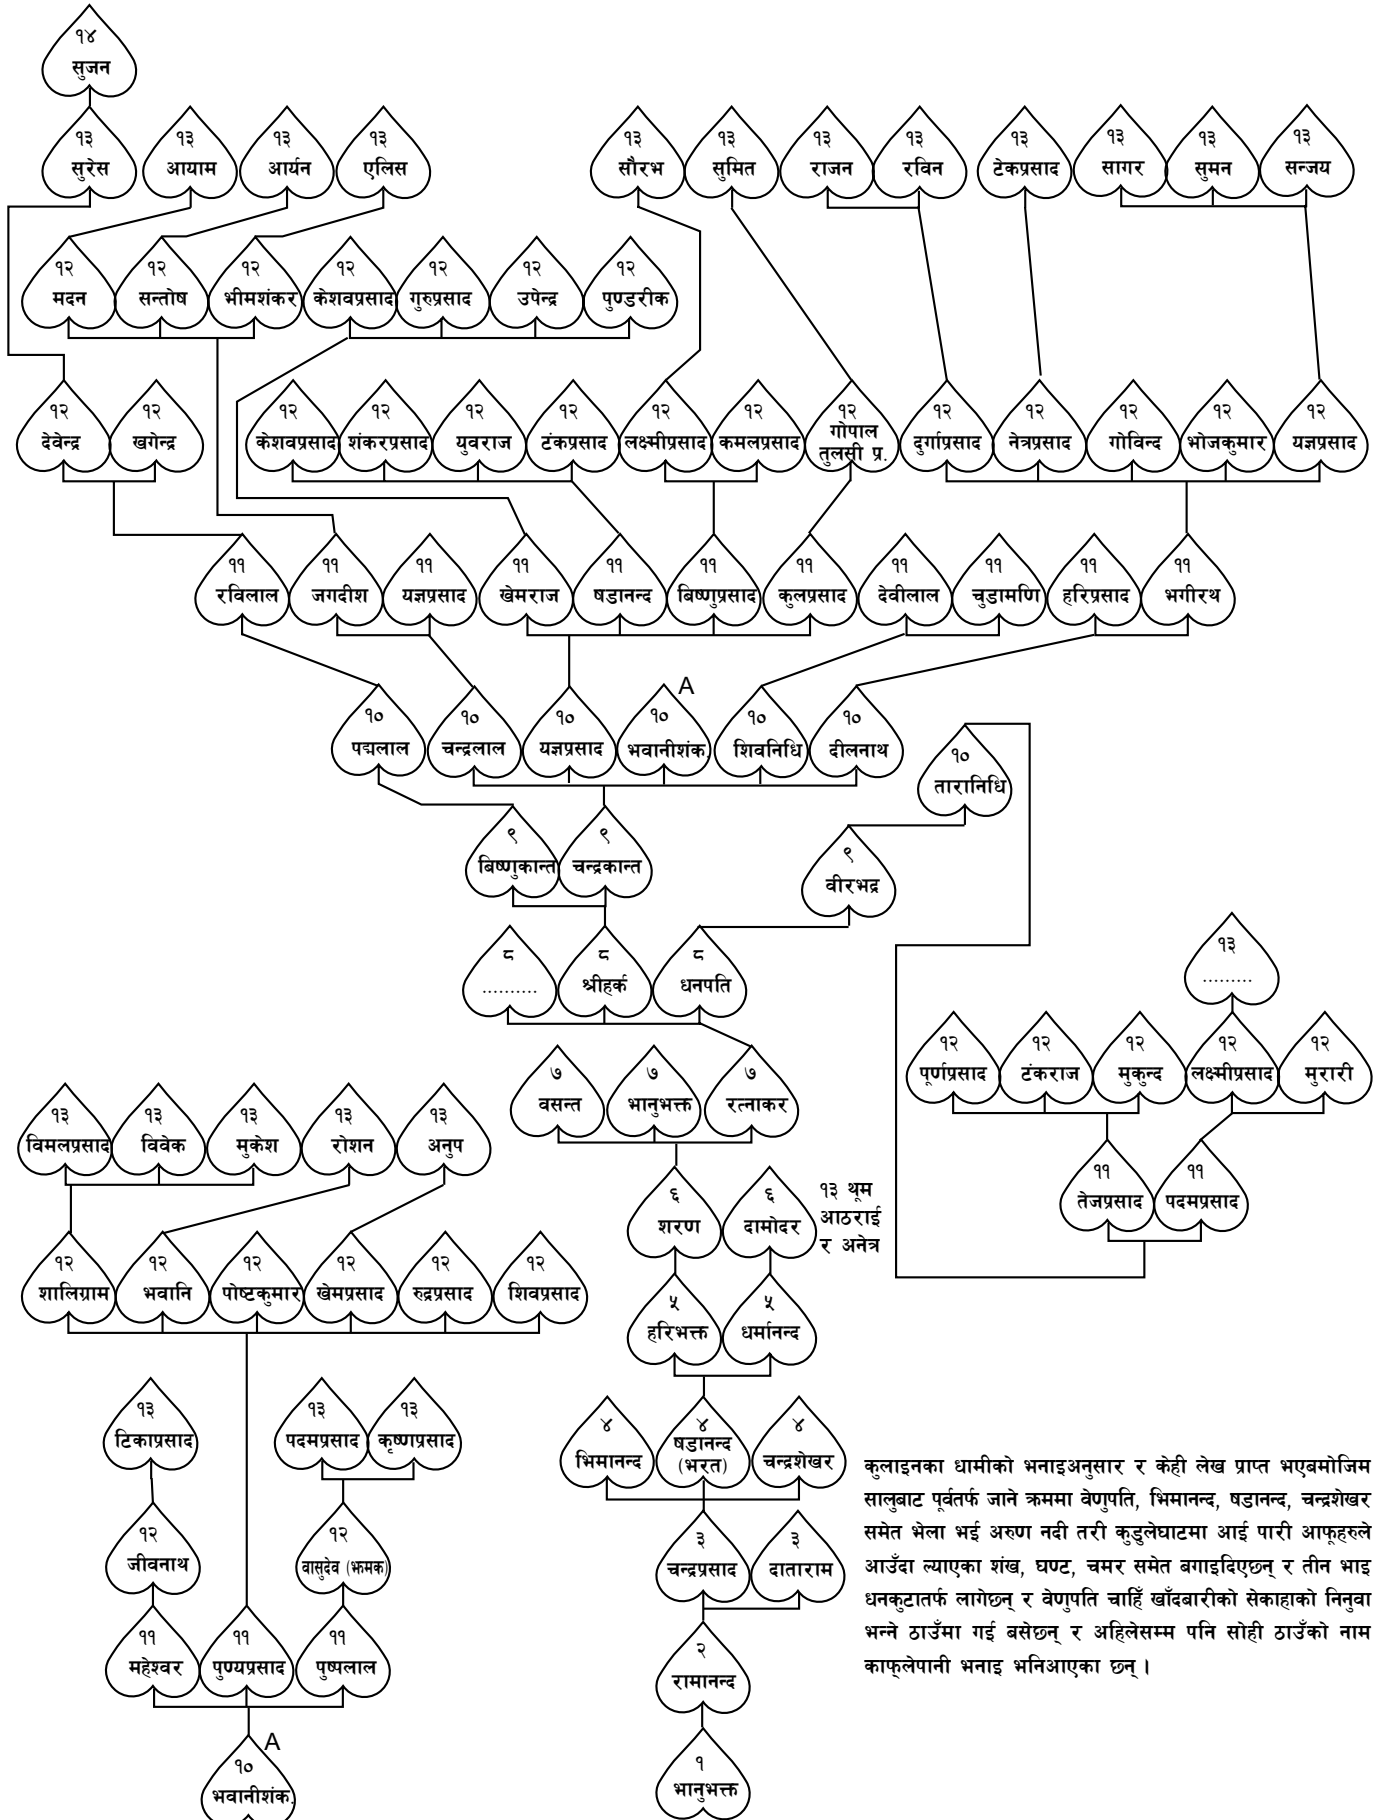 १४
सुजन
१३ १३ १३ १३ १३ १३ १३ १३ १३ १३ १३ १३
सुरेस आयाम आर्यन एलिस सौरभ सुमित राजन रविन टेकप्रसाद सागर सुमन सन्जय
१२ १२ १२ १२ १२ १२ १२
मदन सन्तोष भीमशंकर केशवप्रसाद गुरुप्रसाद उपेन्द्र पुण्डरीक
१२ १२ १२ १२ १२ १२ १२ १२ १२ १२ १२ १२ १२ १२
देवेन्द्र खगेन्द्र केशवप्रसाद शंकरप्रसाद युवराज टंकप्रसाद लक्ष्मीप्रसाद कमलप्रसाद गोपाल
तुलसी प्र. दुर्गाप्रसाद नेत्रप्रसाद गोविन्द भोजकुमार यज्ञप्रसाद
११ ११ ११ ११ ११ ११ ११ ११ ११ ११ ११
रविलाल जगदीश यज्ञप्रसाद खेमराज षडानन्द बिष्णुप्रसाद कुलप्रसाद देवीलाल चुडामणि हरिप्रसाद भगीरथ
A
१० १० १० १० १० १०
पद्मलाल चन्द्रलाल यज्ञप्रसाद भवानीशंक. शिवनिधि दीलनाथ
१०
तारानिधि
९ ९
बिष्णुकान्त चन्द्रकान्त
९
वीरभद्र
८ ८ ८
.......... श्रीहर्क धनपति
१३
.........
१२ १२ १२ १२ १२
पूर्णप्रसाद टंकराज मुकुन्द लक्ष्मीप्रसाद मुरारी
७ ७ ७
वसन्त भानुभक्त रत्नाकर
१३ १३ १३ १३ १३
विमलप्रसाद विवेक मुकेश रोशन अनुप
११ ११
तेजप्रसाद पदमप्रसाद
६ ६
शरण दामोदर
१३ थूम
आठराई
र अनेत्र
१२ १२ १२ १२ १२ १२
शालिग्राम भवानि पोष्टकुमार खेमप्रसाद रुद्रप्रसाद शिवप्रसाद
५ ५
हरिभक्त धर्मानन्द
१३ १३ १३
टिकाप्रसाद पदमप्रसाद कृष्णप्रसाद
४ ४ ४
भिमानन्द षडानन्द
(भरत) चन्द्रशेखर
१२ १२
जीवनाथ वासुदेव (झमक)
३ ३
चन्द्रप्रसाद दाताराम
११ ११ ११
महेश्वर पुण्यप्रसाद पुष्पलाल
२
रामानन्द
A
१०
भवानीशंक.
१
भानुभक्त
कुलाइनका धामीको भनाइअनुसार र केही लेख प्राप्त भएबमोजिम
सालुबाट पूर्वतर्फ जाने क्रममा वेणुपति, भिमानन्द, षडानन्द, चन्द्रशेखर
समेत भेला भई अरुण नदी तरी कुडुलेघाटमा आई पारी आफूहरुले
आउँदा ल्याएका शंख, घण्ट, चमर समेत बगाइदिएछन् र तीन भाइ
धनकुटातर्फ लागेछन् र वेणुपति चाहिँ खाँदबारीको सेकाहाको निनुवा
भन्ने ठाउँमा गई बसेछन् र अहिलेसम्म पनि सोही ठाउँको नाम
काफ्लेपानी भनाइ भनिआएका छन् ।